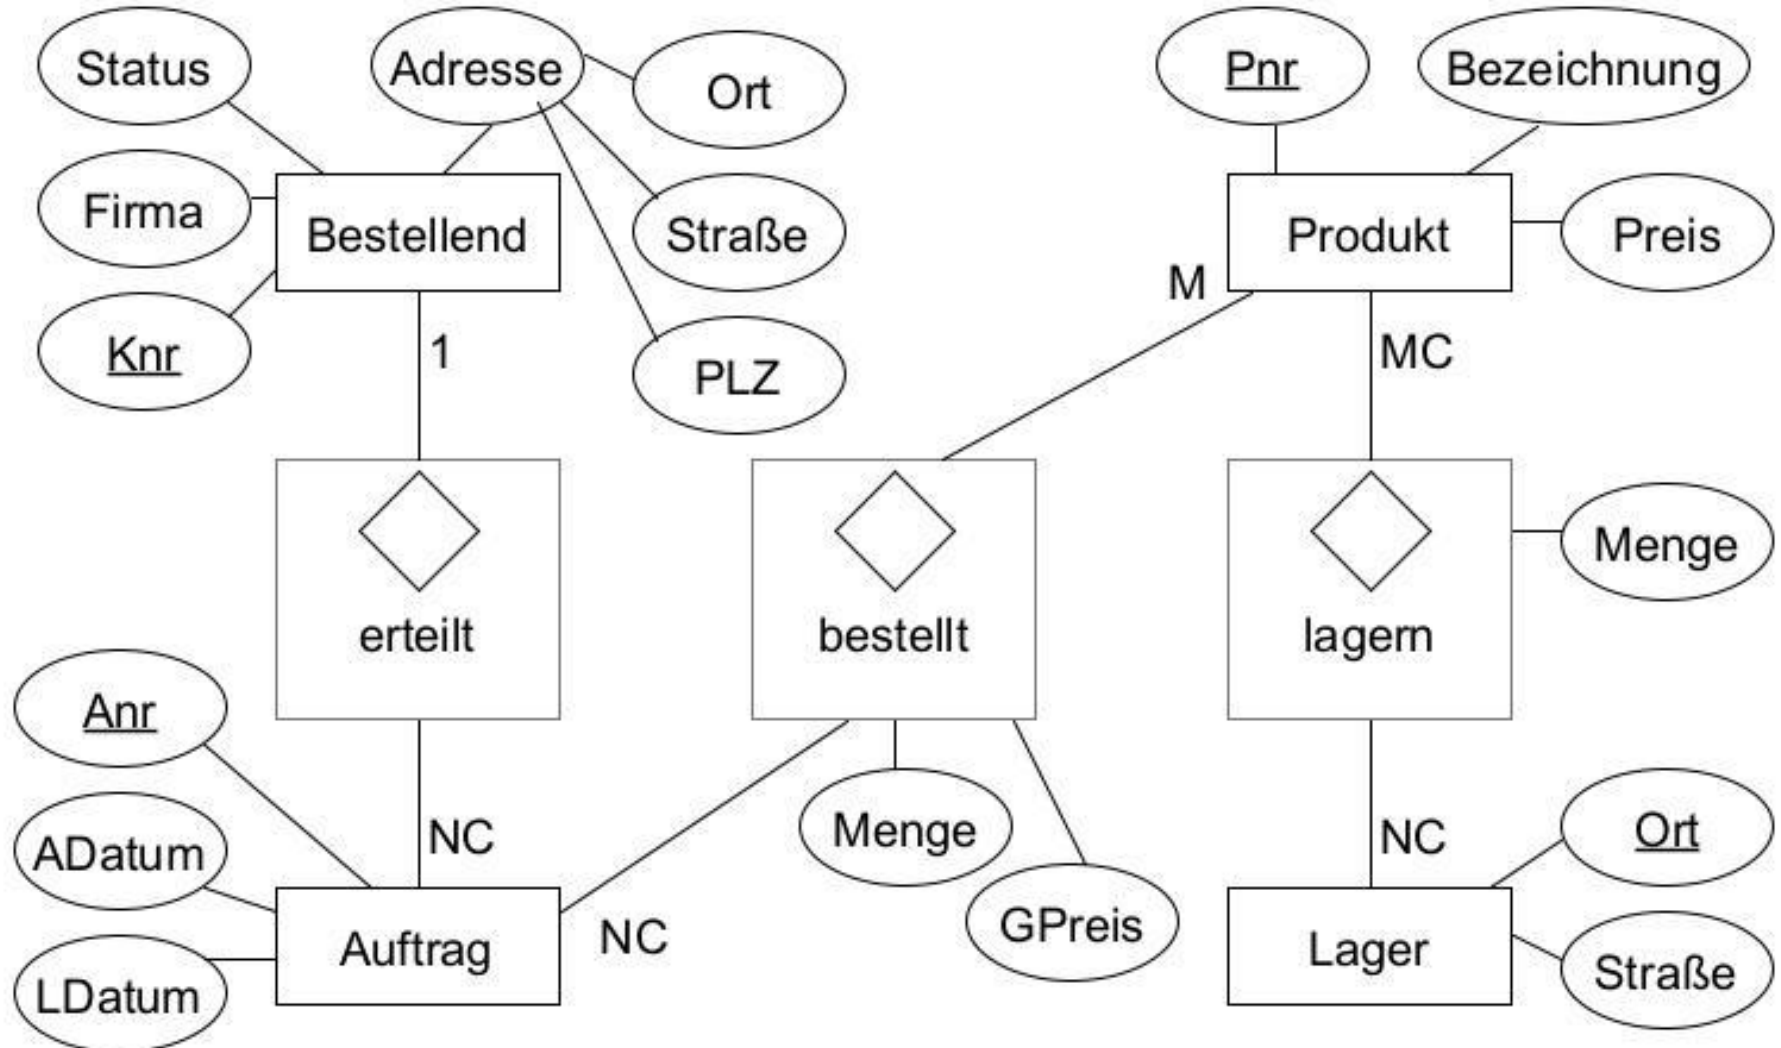 Status
Adresse
Ort
Pnr
Bezeichnung
Firma
Bestellend
Straße
Produkt
Preis
M
Knr
1
PLZ
MC
erteilt
bestellt
lagern
Menge
Anr
ADatum
NC
Menge
NC
Ort
LDatum
Auftrag
NC
GPreis
Lager
Straße